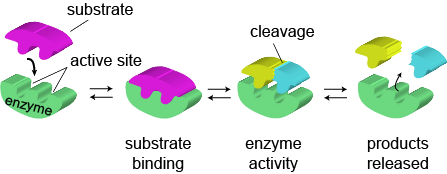 substrate
active site
enzyme
cleavage
substrate
binding
enzyme
activity
products
released